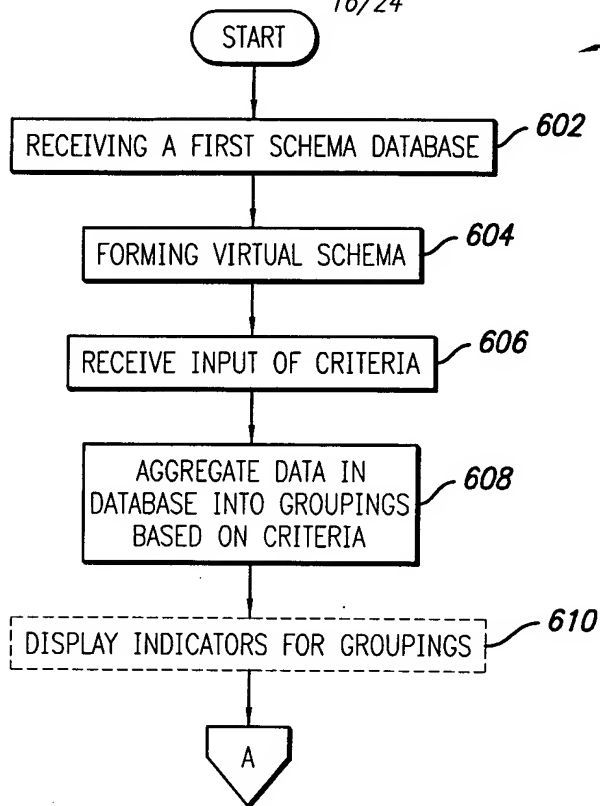 16/24
START
RECEIVING A FIRST SCHEMA DATABASE
602
FORMING VIRTUAL SCHEMA
604
RECEIVE INPUT OF CRITERIA
606
AGGREGATE DATA IN
DATABASE INTO GROUPINGS
BASED ON CRITERIA
608
DISPLAY INDICATORS FOR GROUPINGS
610
A